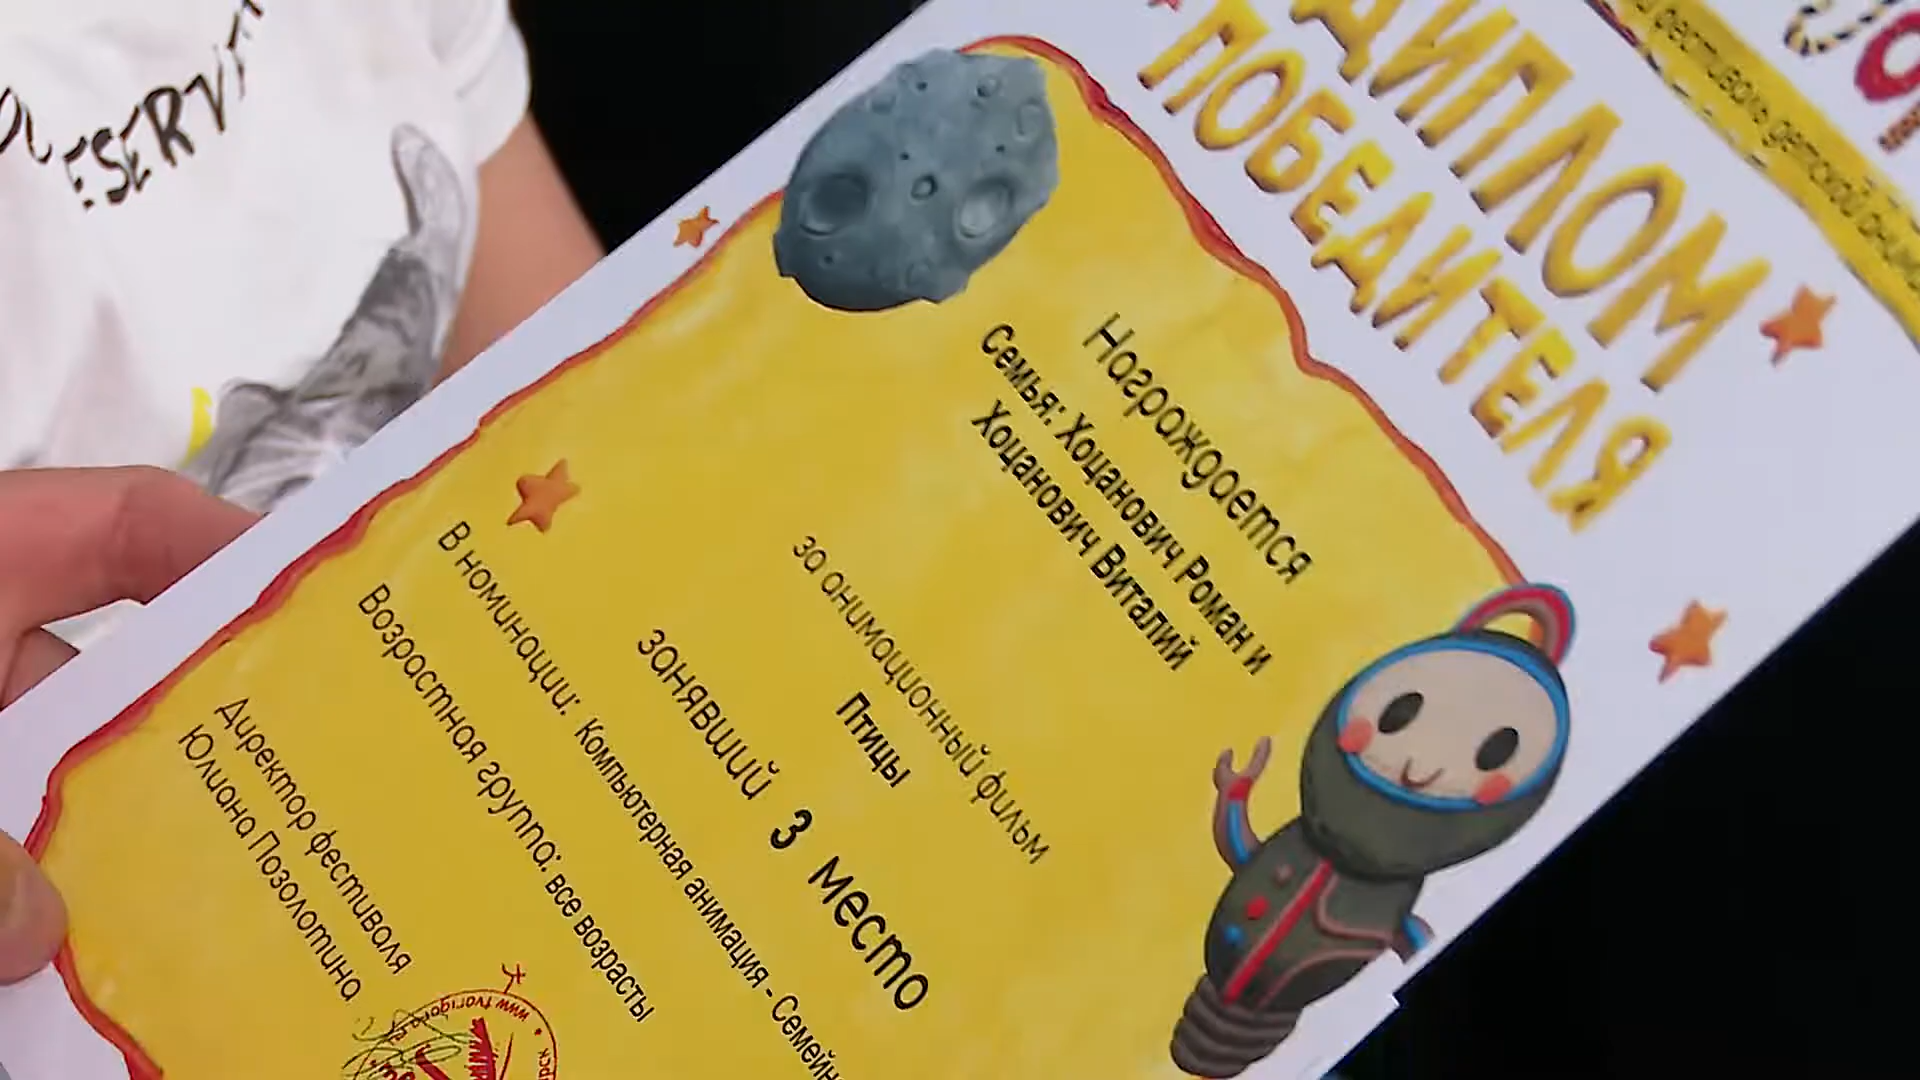 ДИПЛОМ
ПОБЕДИТЕЛЯ
Награждается
Семья: Хоцанович Роман и
Хоцанович Виталий
за анимационный фильм
Птицы
занявший 3 место
В номинации: Компьютерная анимация - Семейн
Возрастная группа: все возрасты
Директор фестиваля
Юлиана Позолотина